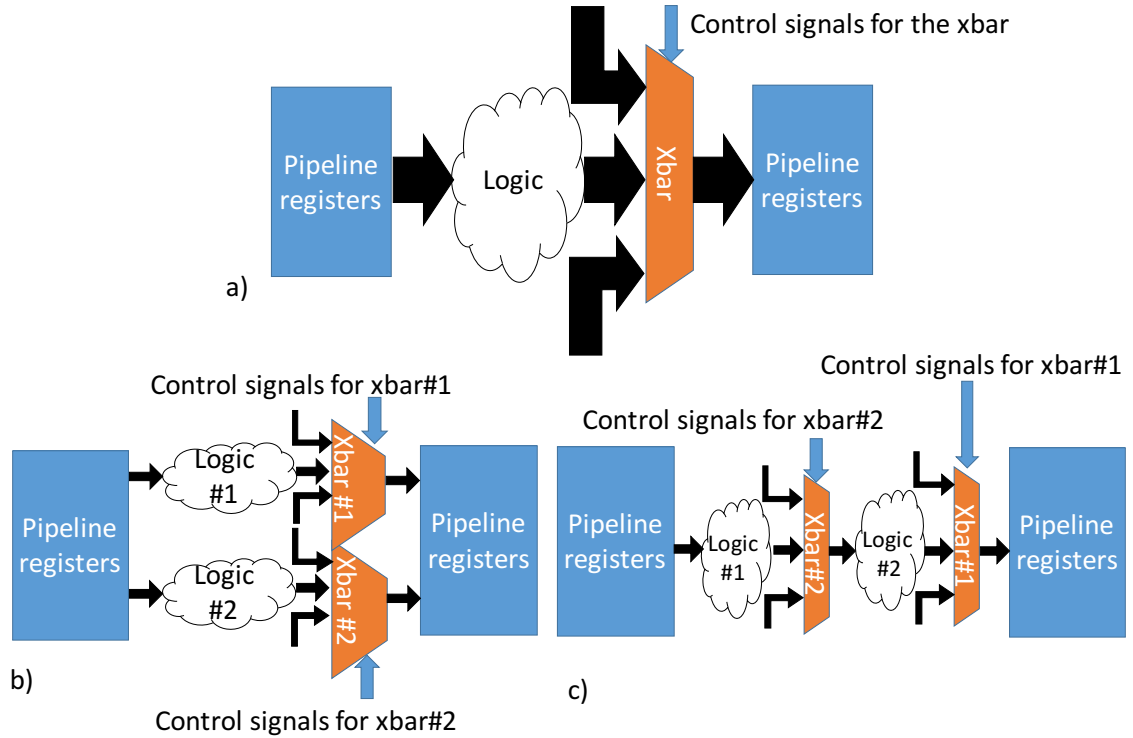 Control signals for the xbar
Pipeline
registers
Logic
Xbar
Pipeline
registers
a)
Control signals for xbar#1
Pipeline
registers
Logic
#1
Xbar #1
Logic
#2
Xbar #2
Pipeline
registers
b)
Control signals for xbar#2
Control signals for xbar#1
Control signals for xbar#2
Pipeline
registers
Logic
#1
Xbar#2
Logic
#2
Xbar#1
Pipeline
registers
c)